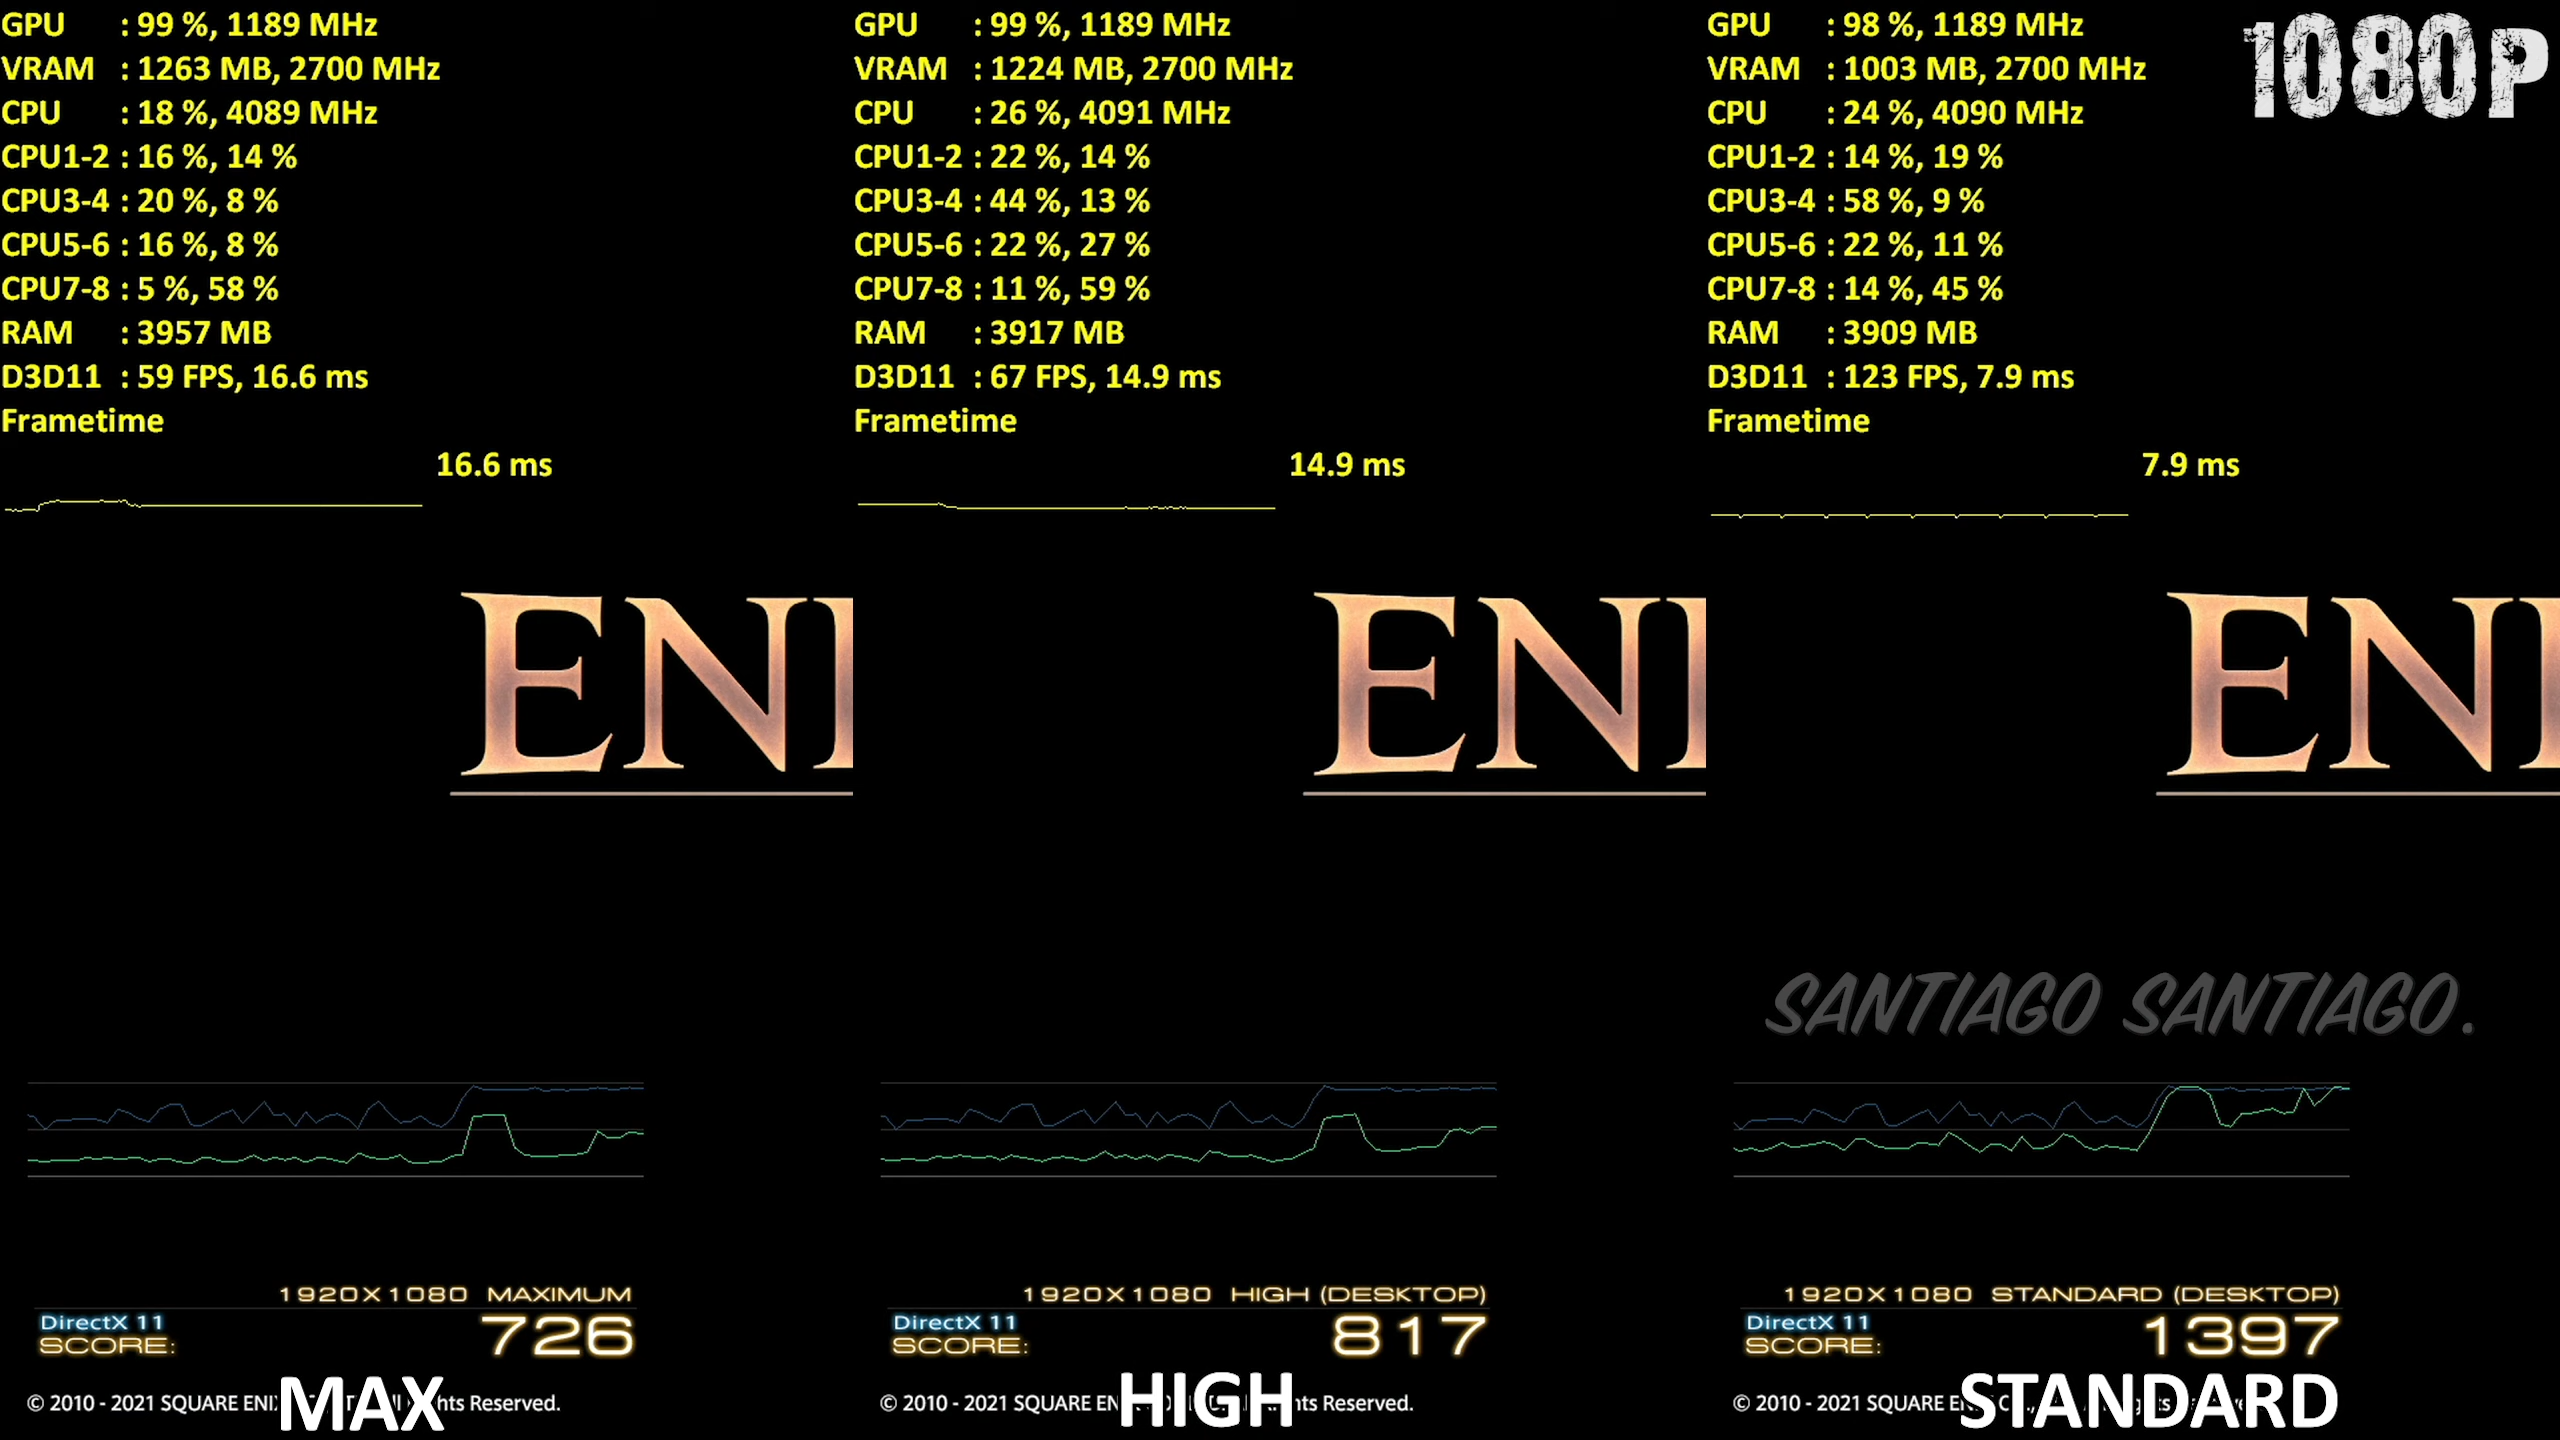 GPU : 99 %, 1189 MHz
VRAM : 1263 MB, 2700 MHz
CPU : 18 %, 4089 MHz
CPU1-2 : 16 %, 14 %
CPU3-4 : 20 %, 8 %
CPU5-6 : 16 %, 8 %
CPU7-8 : 5 %, 58 %
RAM : 3957 MB
D3D11 : 59 FPS, 16.6 ms
Frametime
16.6 ms
ENI
1920X1080 MAXIMUM
DirectX 11
SCORE: 726
© 2010 - 2021 SQUARE ENI hts Reserved.
MAX
GPU : 99 %, 1189 MHz
VRAM : 1224 MB, 2700 MHz
CPU : 26 %, 4091 MHz
CPU1-2 : 22 %, 14 %
CPU3-4 : 44 %, 13 %
CPU5-6 : 22 %, 27 %
CPU7-8 : 11 %, 59 %
RAM : 3917 MB
D3D11 : 67 FPS, 14.9 ms
Frametime
14.9 ms
ENI
1920X1080 HIGH (DESKTOP)
DirectX 11
SCORE: 817
© 2010 - 2021 SQUARE EN hts Reserved.
HIGH
1080P
GPU : 98 %, 1189 MHz
VRAM : 1003 MB, 2700 MHz
CPU : 24 %, 4090 MHz
CPU1-2 : 14 %, 19 %
CPU3-4 : 58 %, 9 %
CPU5-6 : 22 %, 11 %
CPU7-8 : 14 %, 45 %
RAM : 3909 MB
D3D11 : 123 FPS, 7.9 ms
Frametime
7.9 ms
ENI
SANTIAGO SANTIAGO.
1920X1080 STANDARD (DESKTOP)
DirectX 11
SCORE: 1397
© 2010 - 2021 SQUARE EN
STANDARD